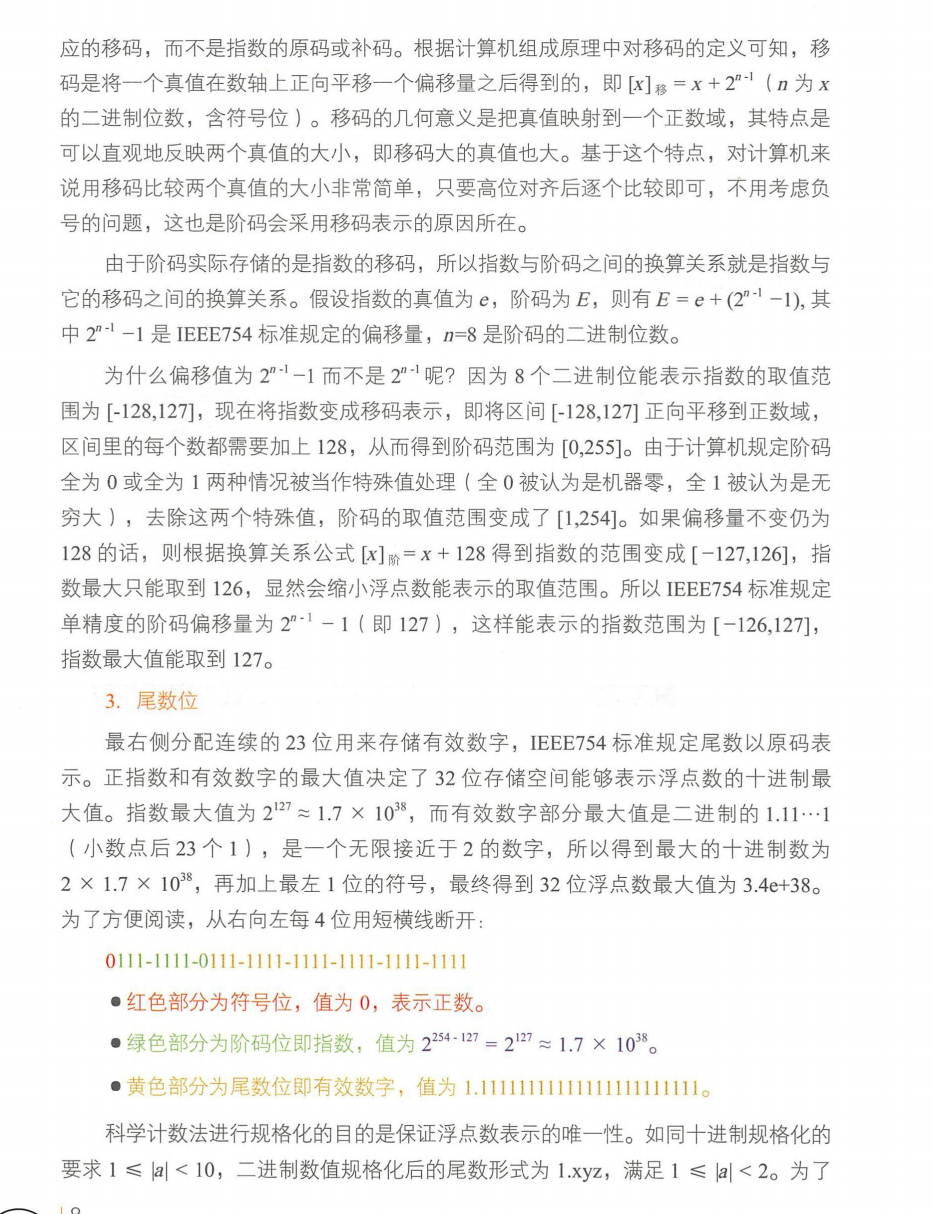 应的移码，而不是指数的原码或补码。根据计算机组成原理中对移码的定义可知，移
码是将一个真值在数轴上正向平移一个偏移量之后得到的，即 [x]移 = x + 2ⁿ⁻¹（n 为 x
的二进制位数，含符号位）。移码的几何意义是把真值映射到一个正数域，其特点是
可以直观地反映两个真值的大小，即移码大的真值也大。基于这个特点，对计算机来
说用移码比较两个真值的大小非常简单，只要高位对齐后逐个比较即可，不用考虑负
号的问题，这也是阶码会采用移码表示的原因所在。
由于阶码实际存储的是指数的移码，所以指数与阶码之间的换算关系就是指数与
它的移码之间的换算关系。假设指数的真值为 e，阶码为 E，则有 E = e + (2ⁿ⁻¹ −1), 其
中 2ⁿ⁻¹ −1 是 IEEE754 标准规定的偏移量，n=8 是阶码的二进制位数。
为什么偏移值为 2ⁿ⁻¹−1 而不是 2ⁿ⁻¹ 呢？因为 8 个二进制位能表示指数的取值范
围为 [-128,127]，现在将指数变成移码表示，即将区间 [-128,127] 正向平移到正数域，
区间里的每个数都需要加上 128，从而得到阶码范围为 [0,255]。由于计算机规定阶码
全为 0 或全为 1 两种情况被当作特殊值处理（全 0 被认为是机器零，全 1 被认为是无
穷大），去除这两个特殊值，阶码的取值范围变成了 [1,254]。如果偏移量不变仍为
128 的话，则根据换算关系公式 [x]阶 = x + 128 得到指数的范围变成 [−127,126]，指
数最大只能取到 126，显然会缩小浮点数能表示的取值范围。所以 IEEE754 标准规定
单精度的阶码偏移量为 2ⁿ⁻¹ − 1（即 127），这样能表示的指数范围为 [−126,127]，
指数最大值能取到 127。
3. 尾数位
最右侧分配连续的 23 位用来存储有效数字，IEEE754 标准规定尾数以原码表
示。正指数和有效数字的最大值决定了 32 位存储空间能够表示浮点数的十进制最
大值。指数最大值为 2¹²⁷ ≈ 1.7 × 10³⁸，而有效数字部分最大值是二进制的 1.11···1
（小数点后 23 个 1），是一个无限接近于 2 的数字，所以得到最大的十进制数为
2 × 1.7 × 10³⁸，再加上最左 1 位的符号，最终得到 32 位浮点数最大值为 3.4e+38。
为了方便阅读，从右向左每 4 位用短横线断开：
0111-1111-0111-1111-1111-1111-1111-1111
● 红色部分为符号位，值为 0，表示正数。
● 绿色部分为阶码位即指数，值为 2²⁵⁴⁻¹²⁷ = 2¹²⁷ ≈ 1.7 × 10³⁸。
● 黄色部分为尾数位即有效数字，值为 1.11111111111111111111111。
科学计数法进行规格化的目的是保证浮点数表示的唯一性。如同十进制规格化的
要求 1 ≤ |a| < 10，二进制数值规格化后的尾数形式为 1.xyz，满足 1 ≤ |a| < 2。为了